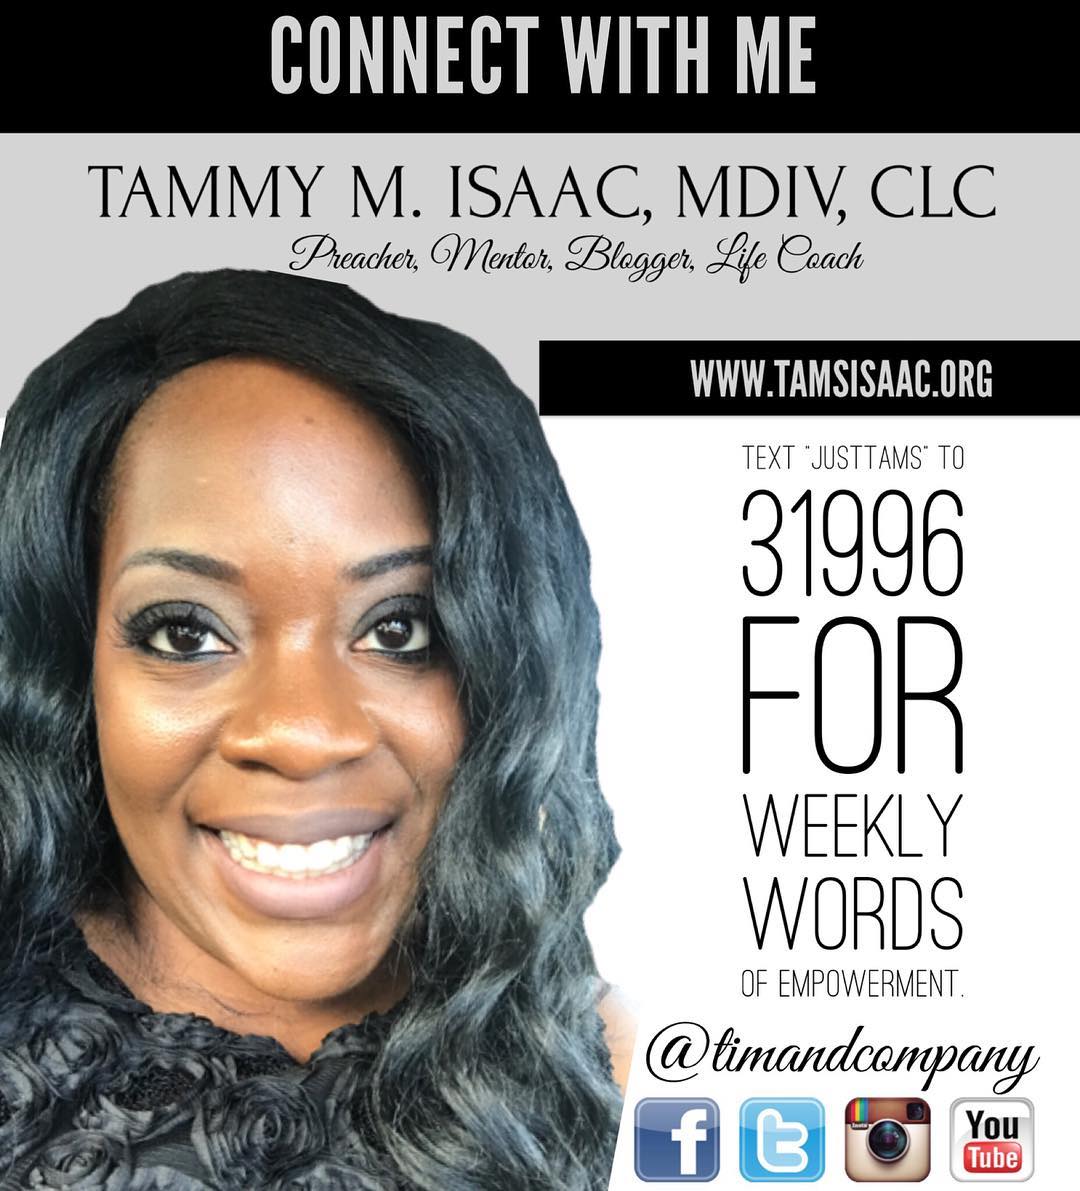 CONNECT WITH ME
TAMMY M. ISAAC, MDIV, CLC
Preacher, Mentor, Blogger, Life Coach
WWW.TAMSISAAC.ORG
TEXT "JUSTTAMS" TO
31996
FOR
WEEKLY
WORDS
OF EMPOWERMENT.
@timandcompany
f t You
Tube